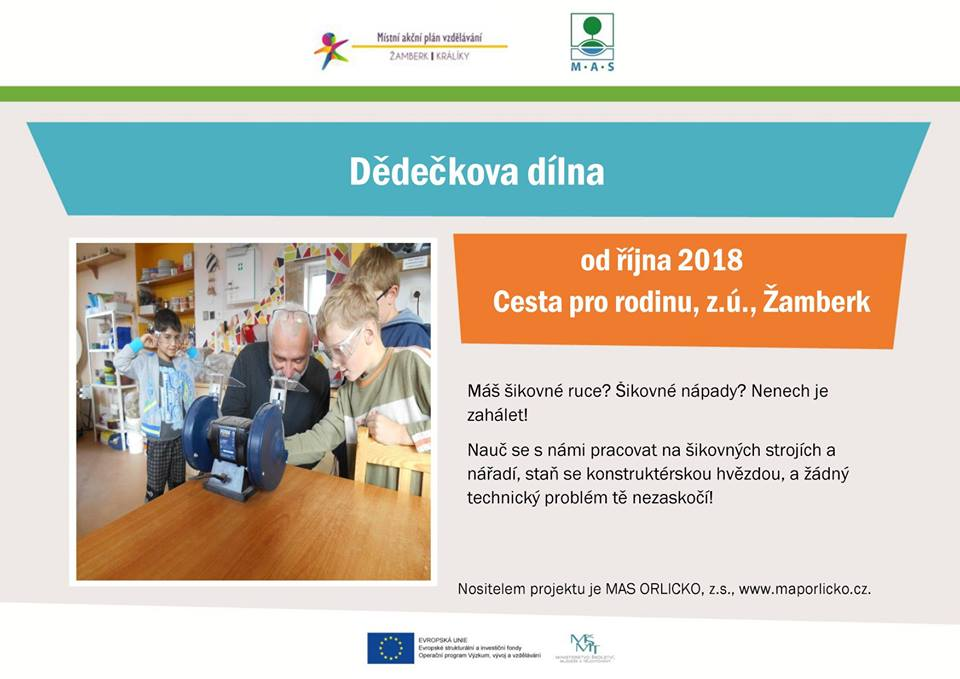 Místní akční plán vzdělávání
ŽAMBERK | KRÁLÍKY
M·A·S
Dědečkova dílna
od října 2018
Cesta pro rodinu, z.ú., Žamberk
Máš šikovné ruce? Šikovné nápady? Nenech je
zahálet!
Nauč se s námi pracovat na šikovných strojích a
nářadí, staň se konstruktérskou hvězdou, a žádný
technický problém tě nezaskočí!
Nositelem projektu je MAS ORLICKO, z.s., www.maporlicko.cz.
EVROPSKÁ UNIE
Evropské strukturální a investiční fondy
Operační program Výzkum, vývoj a vzdělávání
MŠMT
MINISTERSTVO ŠKOLSTVÍ,
MLÁDEŽE A TĚLOVÝCHOVY